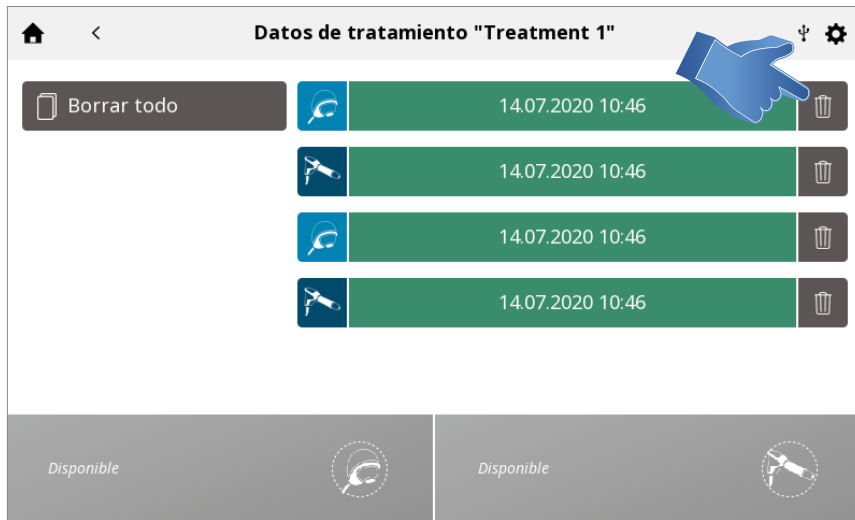 Datos de tratamiento "Treatment 1"
Borrar todo
14.07.2020 10:46
14.07.2020 10:46
14.07.2020 10:46
14.07.2020 10:46
Disponible
Disponible